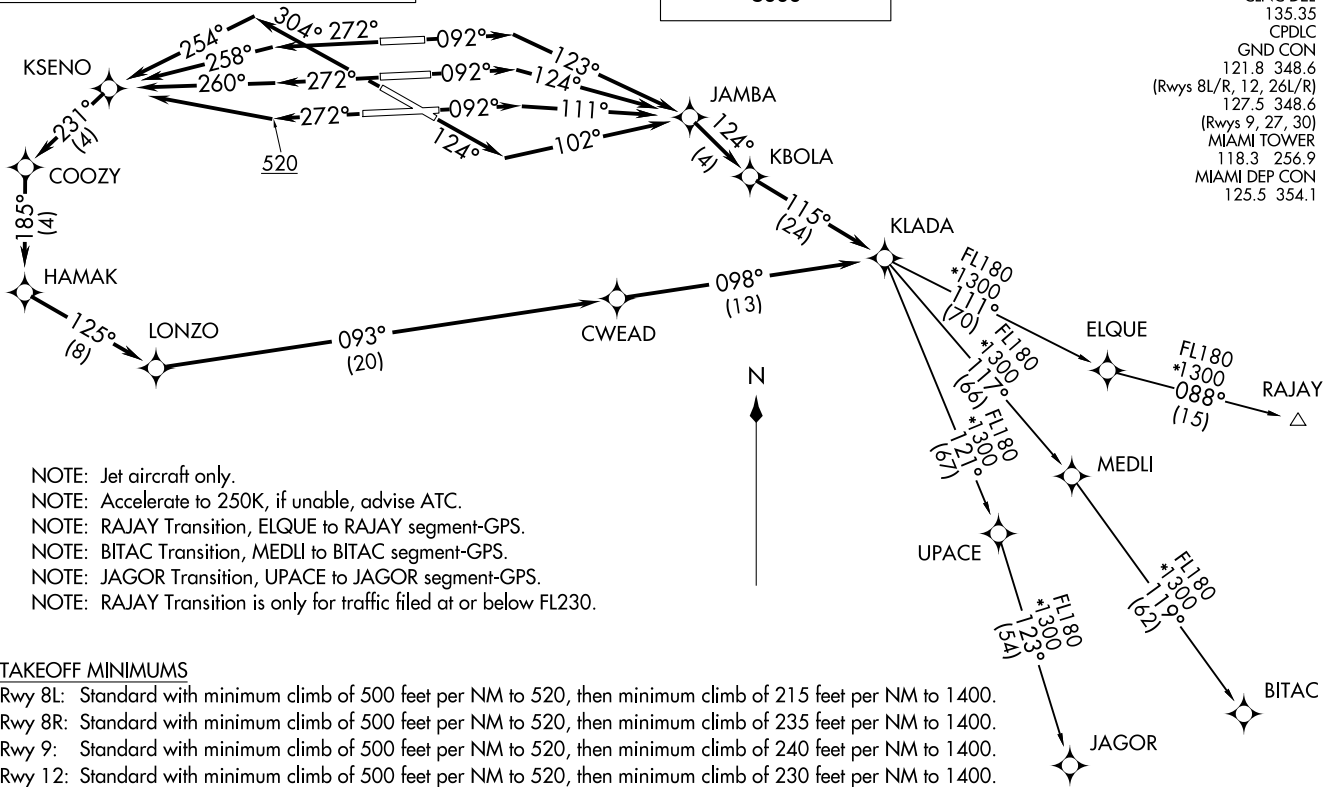 135.35
CPDLC
GND CON
121.8 348.6
(Rwys 8L/R, 12, 26L/R)
127.5 348.6
(Rwys 9, 27, 30)
MIAMI TOWER
118.3 256.9
MIAMI DEP CON
125.5 354.1
KSENO
254°
304°
272°
092°
123°
258°
260°
272°
092°
124°
272°
092°
111°
124°
102°
520
JAMBA
231°
(4)
COOZY
185°
(4)
HAMAK
125°
(8)
LONZO
093°
(20)
CWEAD
098°
(13)
124°
(4)
KBOLA
115°
(24)
KLADA
FL180
*1300
111°
(70)
ELQUE
FL180
*1300
088°
(15)
RAJAY
FL180
*1300
117°
(66)
MEDLI
FL180
*1300
121°
(67)
UPACE
FL180
*1300
119°
(62)
BITAC
FL180
*1300
123°
(54)
JAGOR
N
NOTE: Jet aircraft only.
NOTE: Accelerate to 250K, if unable, advise ATC.
NOTE: RAJAY Transition, ELQUE to RAJAY segment-GPS.
NOTE: BITAC Transition, MEDLI to BITAC segment-GPS.
NOTE: JAGOR Transition, UPACE to JAGOR segment-GPS.
NOTE: RAJAY Transition is only for traffic filed at or below FL230.
TAKEOFF MINIMUMS
Rwy 8L: Standard with minimum climb of 500 feet per NM to 520, then minimum climb of 215 feet per NM to 1400.
Rwy 8R: Standard with minimum climb of 500 feet per NM to 520, then minimum climb of 235 feet per NM to 1400.
Rwy 9: Standard with minimum climb of 500 feet per NM to 520, then minimum climb of 240 feet per NM to 1400.
Rwy 12: Standard with minimum climb of 500 feet per NM to 520, then minimum climb of 230 feet per NM to 1400.